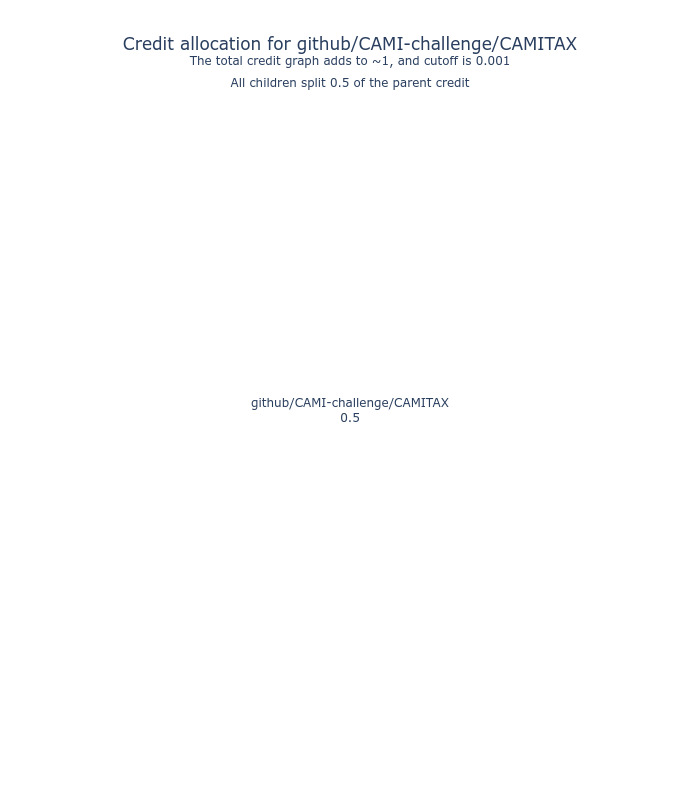 Credit allocation for github/CAMI-challenge/CAMITAX
The total credit graph adds to ~1, and cutoff is 0.001
All children split 0.5 of the parent credit
github/CAMI-challenge/CAMITAX
0.5